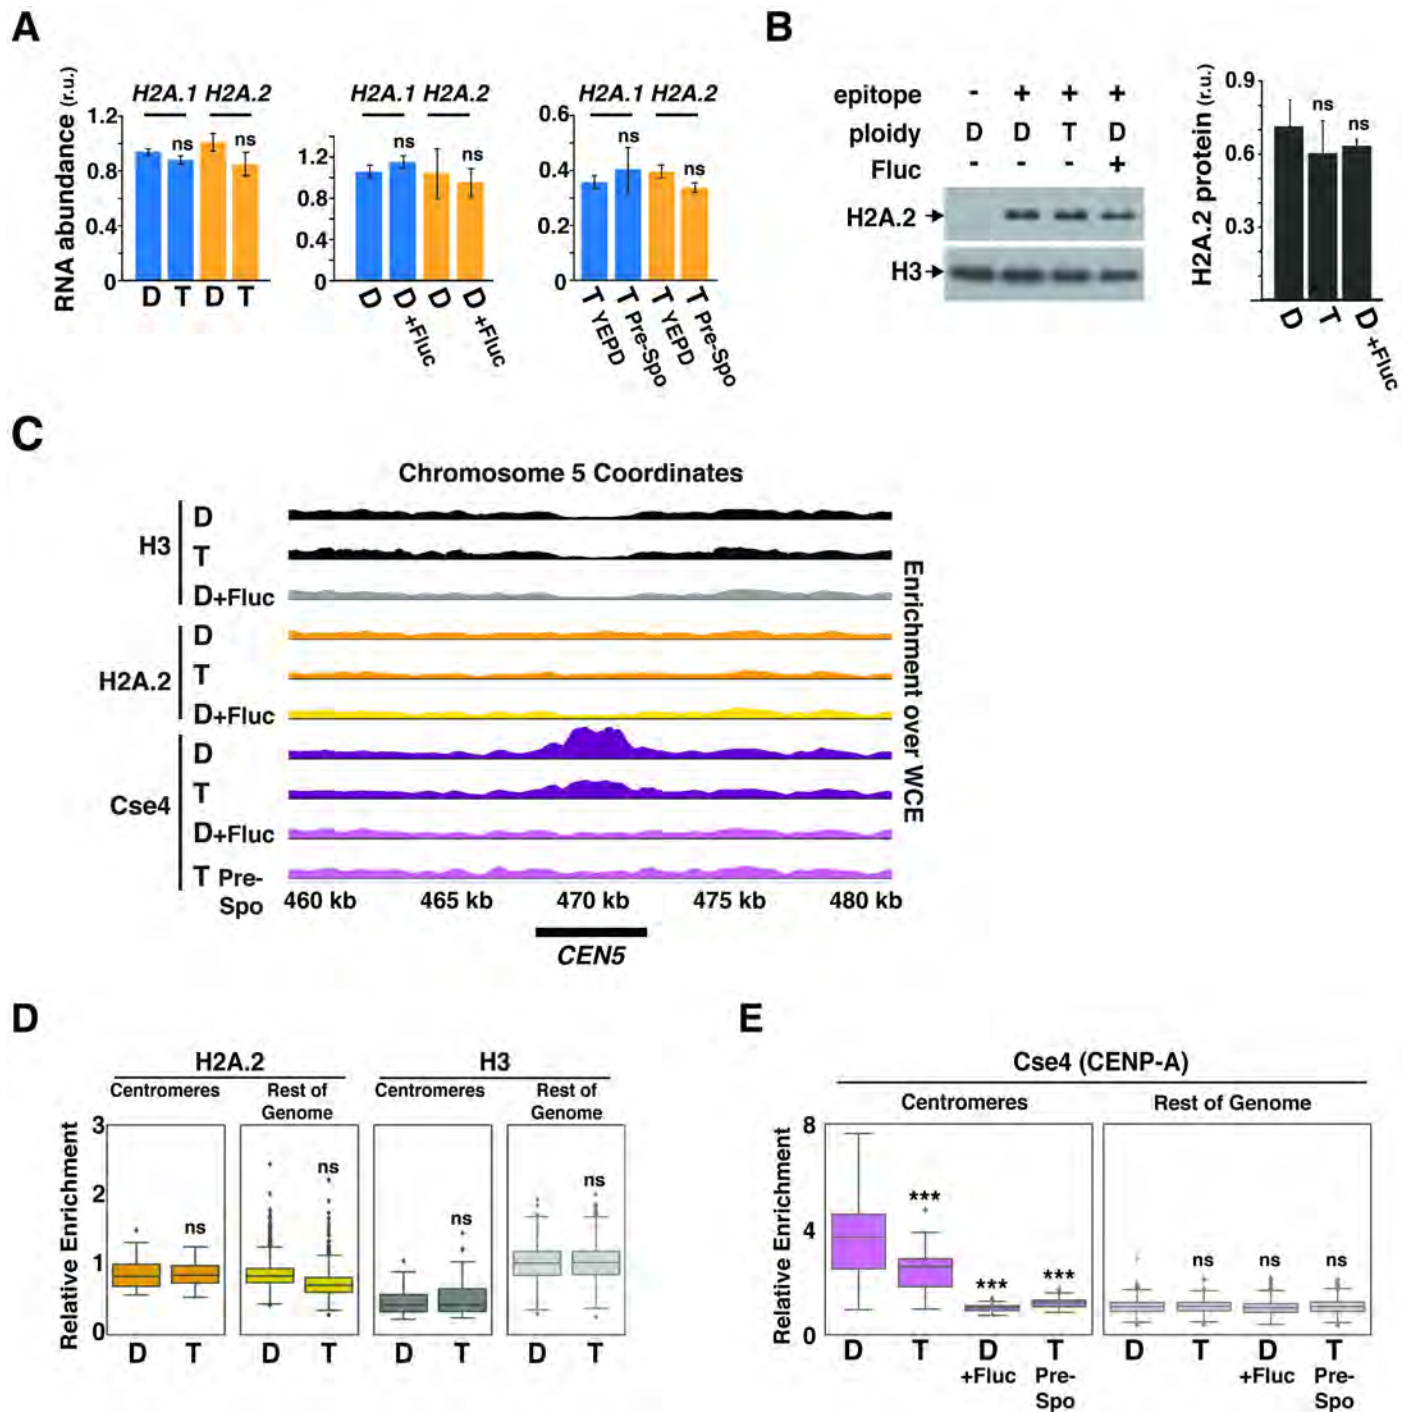 A
H2A.1 H2A.2
RNA abundance (r.u.)
1.2
0.8
0.4
0
ns
ns
D T D T
H2A.1 H2A.2
1.2
0.8
0.4
0
ns
ns
D
D +Fluc
D
D +Fluc
H2A.1 H2A.2
0.6
0.4
0.2
0
ns
ns
T YEPD
T Pre-Spo
T YEPD
T Pre-Spo
B
epitope - + + +
ploidy D D T D
Fluc - - - +
H2A.2
H3
H2A.2 protein (r.u.)
0.9
0.6
0.3
ns
ns
D
T
D +Fluc
C
Chromosome 5 Coordinates
H3
D
T
D+Fluc
H2A.2
D
T
D+Fluc
Cse4
D
T
D+Fluc
T Pre-
Spo
Enrichment over WCE
460 kb 465 kb 470 kb 475 kb 480 kb
CEN5
D
H2A.2 H3
Centromeres Rest of
Genome
Centromeres Rest of
Genome
Relative Enrichment
3
2
1
0
ns
ns
ns
ns
D T D T D T D T
E
Cse4 (CENP-A)
Centromeres Rest of Genome
Relative Enrichment
8
4
0
***
***
***
ns ns ns
D T D D T D
+Fluc Pre-
Spo
+Fluc Pre-
Spo